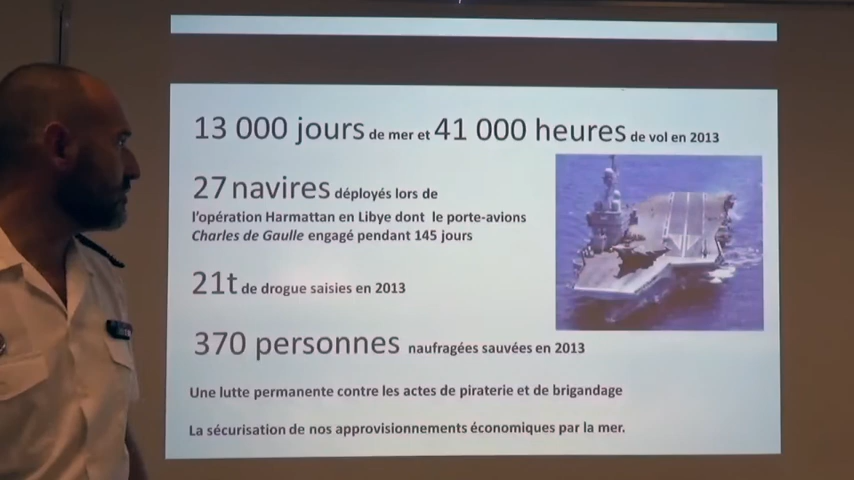 13 000 jours de mer et 41 000 heures de vol en 2013
27 navires déployés lors de
l'opération Harmattan en Libye dont le porte-avions
Charles de Gaulle engagé pendant 145 jours
21t de drogue saisies en 2013
370 personnes naufragées sauvées en 2013
Une lutte permanente contre les actes de piraterie et de brigandage
La sécurisation de nos approvisionnements économiques par la mer.